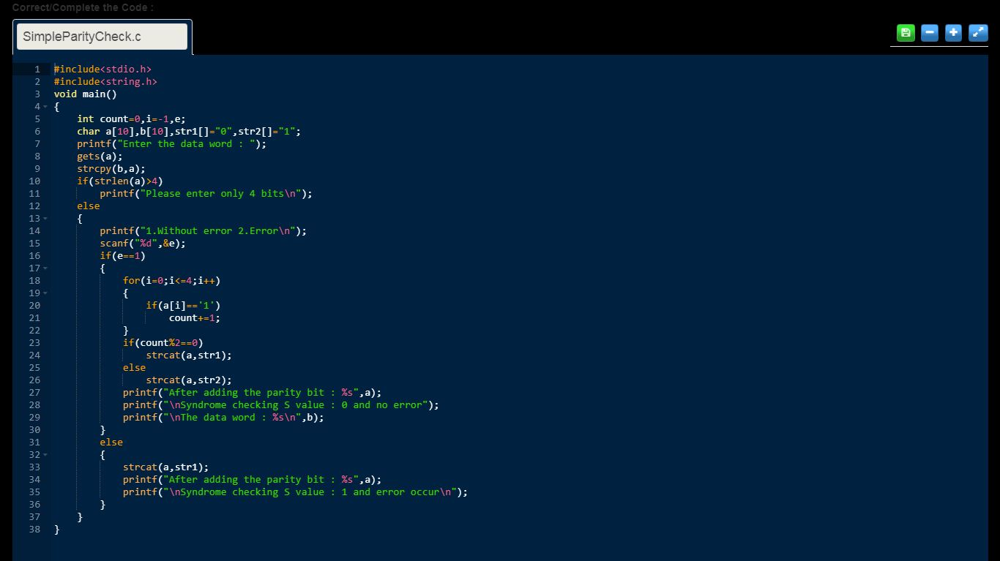 Correct/Complete the Code :
SimpleParityCheck.c
1 #include<stdio.h>
2 #include<string.h>
3 void main()
4 {
5     int count=0,i=-1,e;
6     char a[10],b[10],str1[]="0",str2[]="1";
7     printf("Enter the data word : ");
8     gets(a);
9     strcpy(b,a);
10     if(strlen(a)>4)
11         printf("Please enter only 4 bits\n");
12     else
13     {
14         printf("1.Without error 2.Error\n");
15         scanf("%d",&e);
16         if(e==1)
17         {
18             for(i=0;i<=4;i++)
19             {
20                 if(a[i]=='1')
21                     count+=1;
22             }
23             if(count%2==0)
24                 strcat(a,str1);
25             else
26                 strcat(a,str2);
27             printf("After adding the parity bit : %s",a);
28             printf("\nSyndrome checking S value : 0 and no error");
29             printf("\nThe data word : %s\n",b);
30         }
31         else
32         {
33             strcat(a,str1);
34             printf("After adding the parity bit : %s",a);
35             printf("\nSyndrome checking S value : 1 and error occur\n");
36         }
37     }
38 }